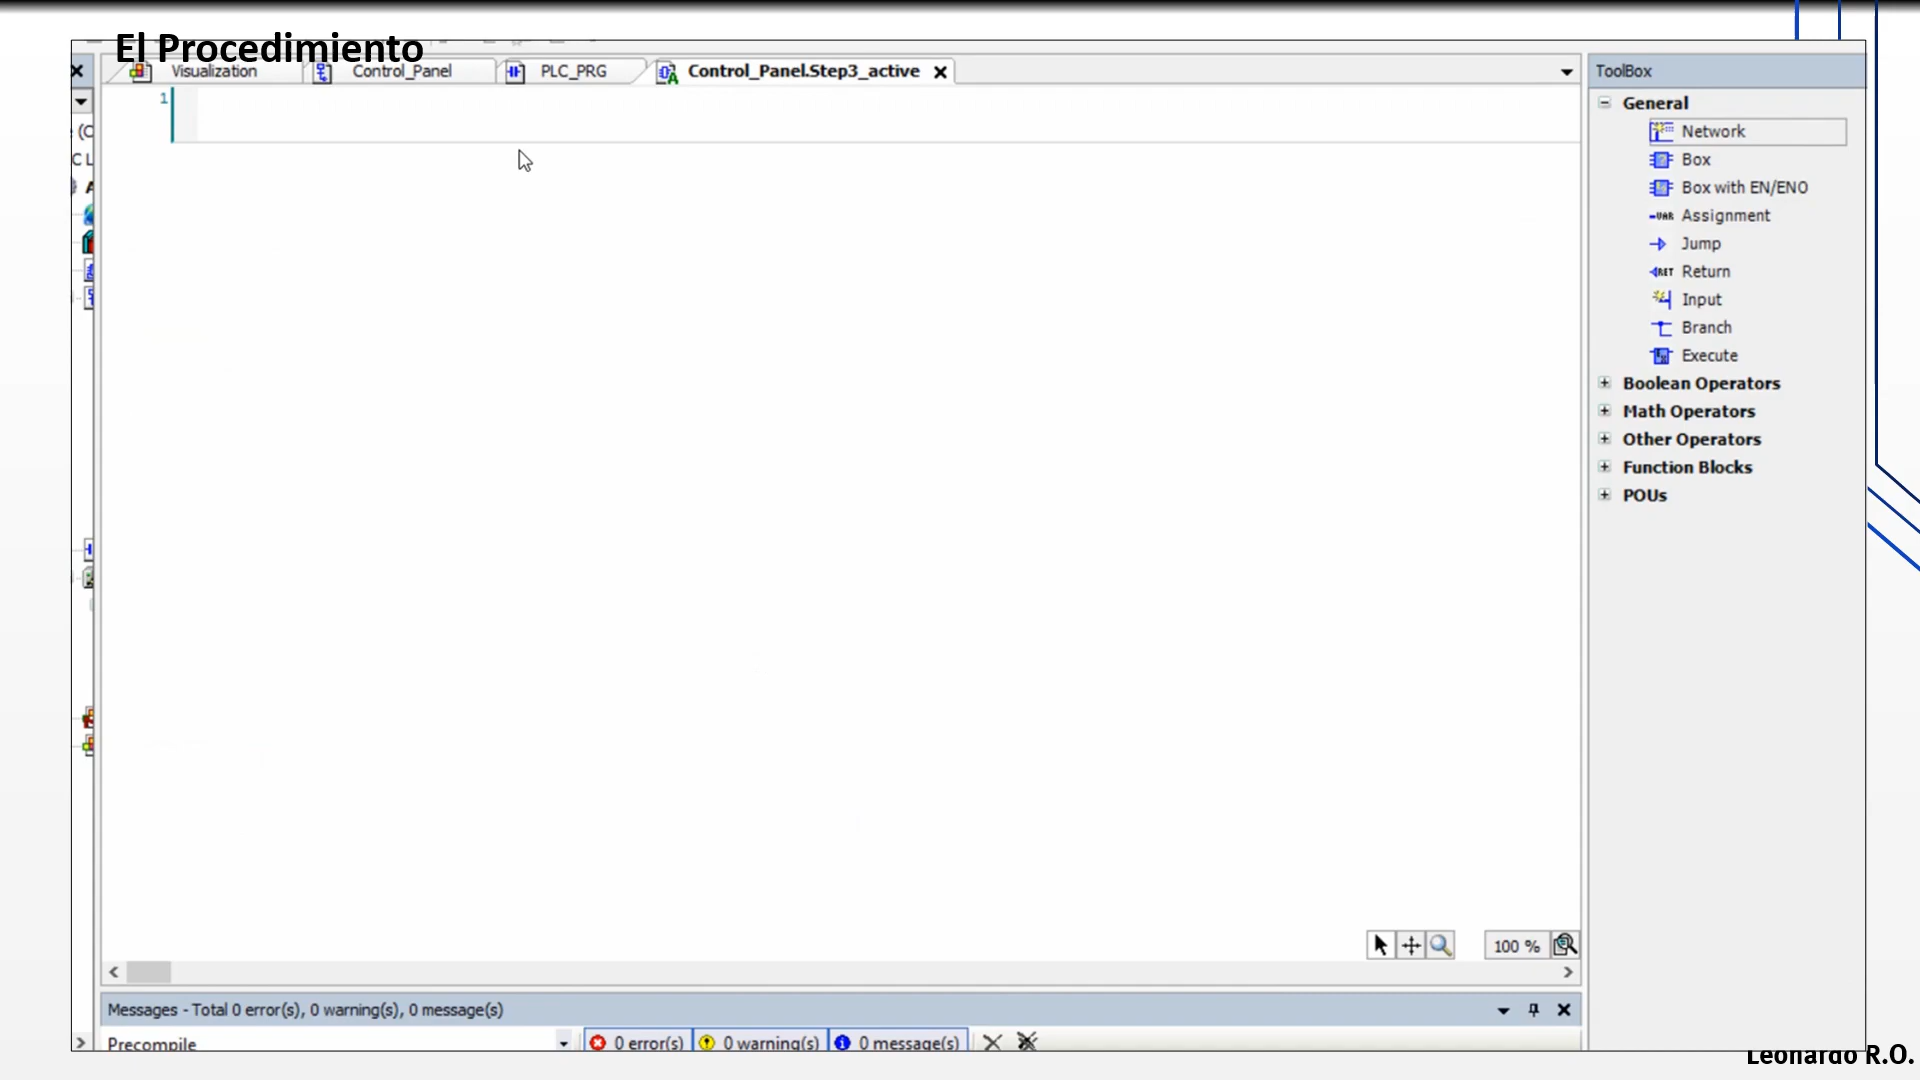 El Procedimiento
Visualization
Control_Panel
PLC_PRG
Control_Panel.Step3_active
ToolBox
1
General
Network
Box
Box with EN/ENO
Assignment
Jump
Return
Input
Branch
Execute
Boolean Operators
Math Operators
Other Operators
Function Blocks
POUs
100 %
Messages - Total 0 error(s), 0 warning(s), 0 message(s)
Precompile
0 error(s)
0 warning(s)
0 message(s)
Leonardo R.O.